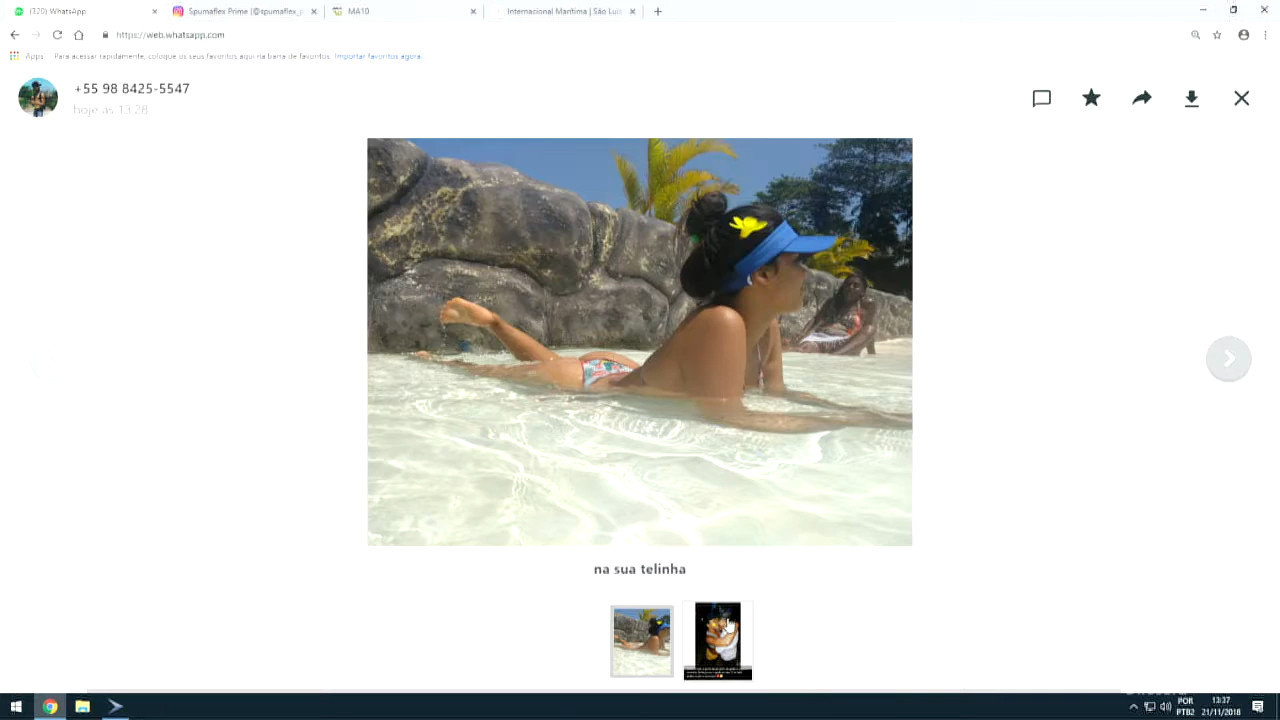 (320) WhatsApp
Spumaflex Prime (@spumaflex_p
MA10
Internacional Marítima | São Luís
https://web.whatsapp.com
Apps
Para acessar rapidamente, coloque os seus favoritos aqui na barra de favoritos. Importar favoritos agora.
+55 98 8425-5547
hoje às 13:28
na sua telinha
POR
PTB2
13:37
21/11/2018